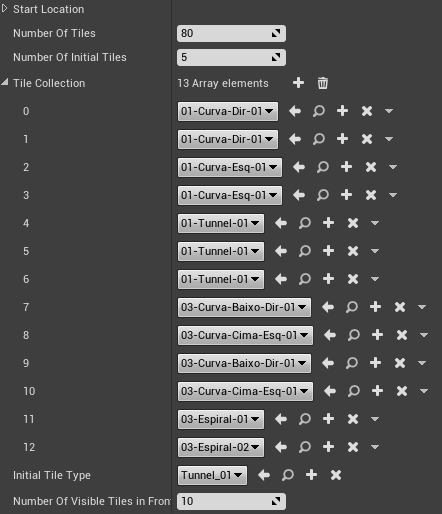 Start Location
Number Of Tiles 80
Number Of Initial Tiles 5
Tile Collection 13 Array elements
0 01-Curva-Dir-01
1 01-Curva-Dir-01
2 01-Curva-Esq-01
3 01-Curva-Esq-01
4 01-Tunnel-01
5 01-Tunnel-01
6 01-Tunnel-01
7 03-Curva-Baixo-Dir-01
8 03-Curva-Cima-Esq-01
9 03-Curva-Baixo-Dir-01
10 03-Curva-Cima-Esq-01
11 03-Espiral-01
12 03-Espiral-02
Initial Tile Type Tunnel_01
Number Of Visible Tiles in Fron 10